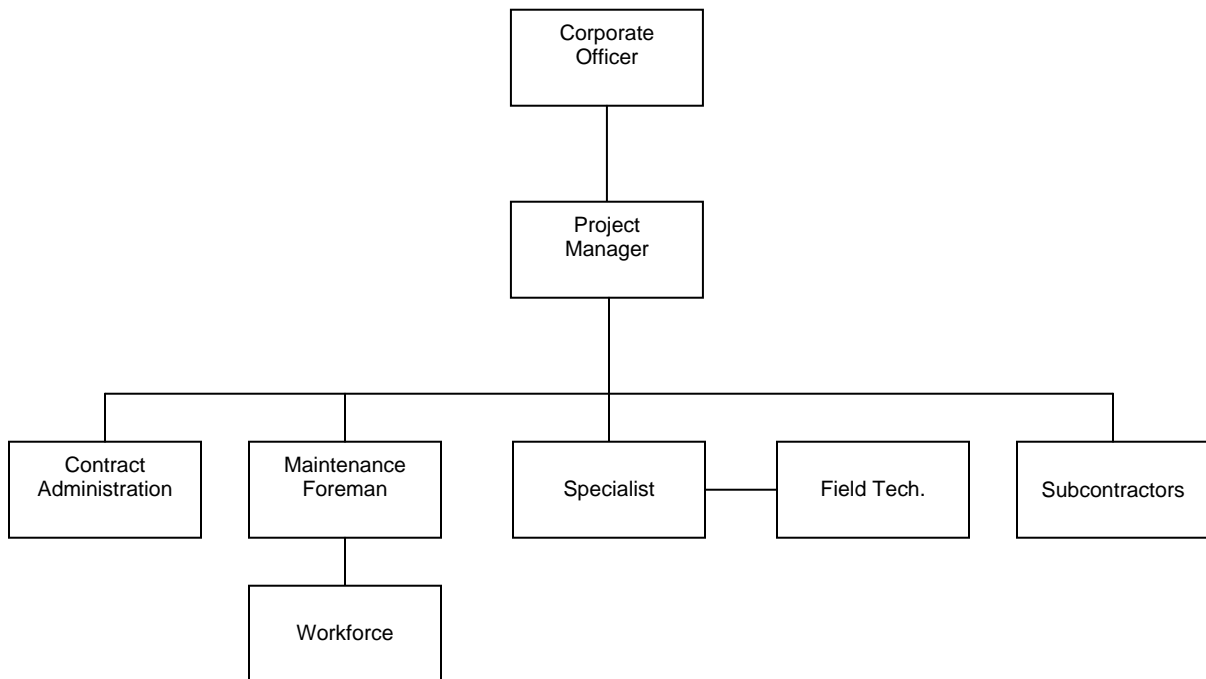 Corporate
Officer
Project
Manager
Contract
Administration
Maintenance
Foreman
Specialist
Field Tech.
Subcontractors
Workforce